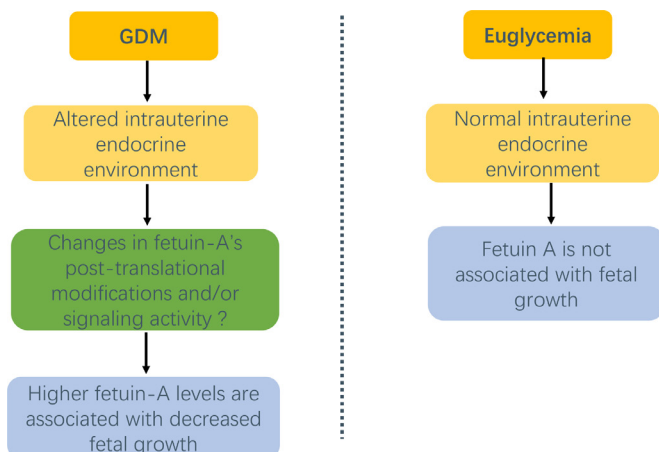 GDM
Altered intrauterine
endocrine
environment
Changes in fetuin-A's
post-translational
modifications and/or
signaling activity ?
Higher fetuin-A levels are
associated with decreased
fetal growth
Euglycemia
Normal intrauterine
endocrine
environment
Fetuin A is not
associated with fetal
growth